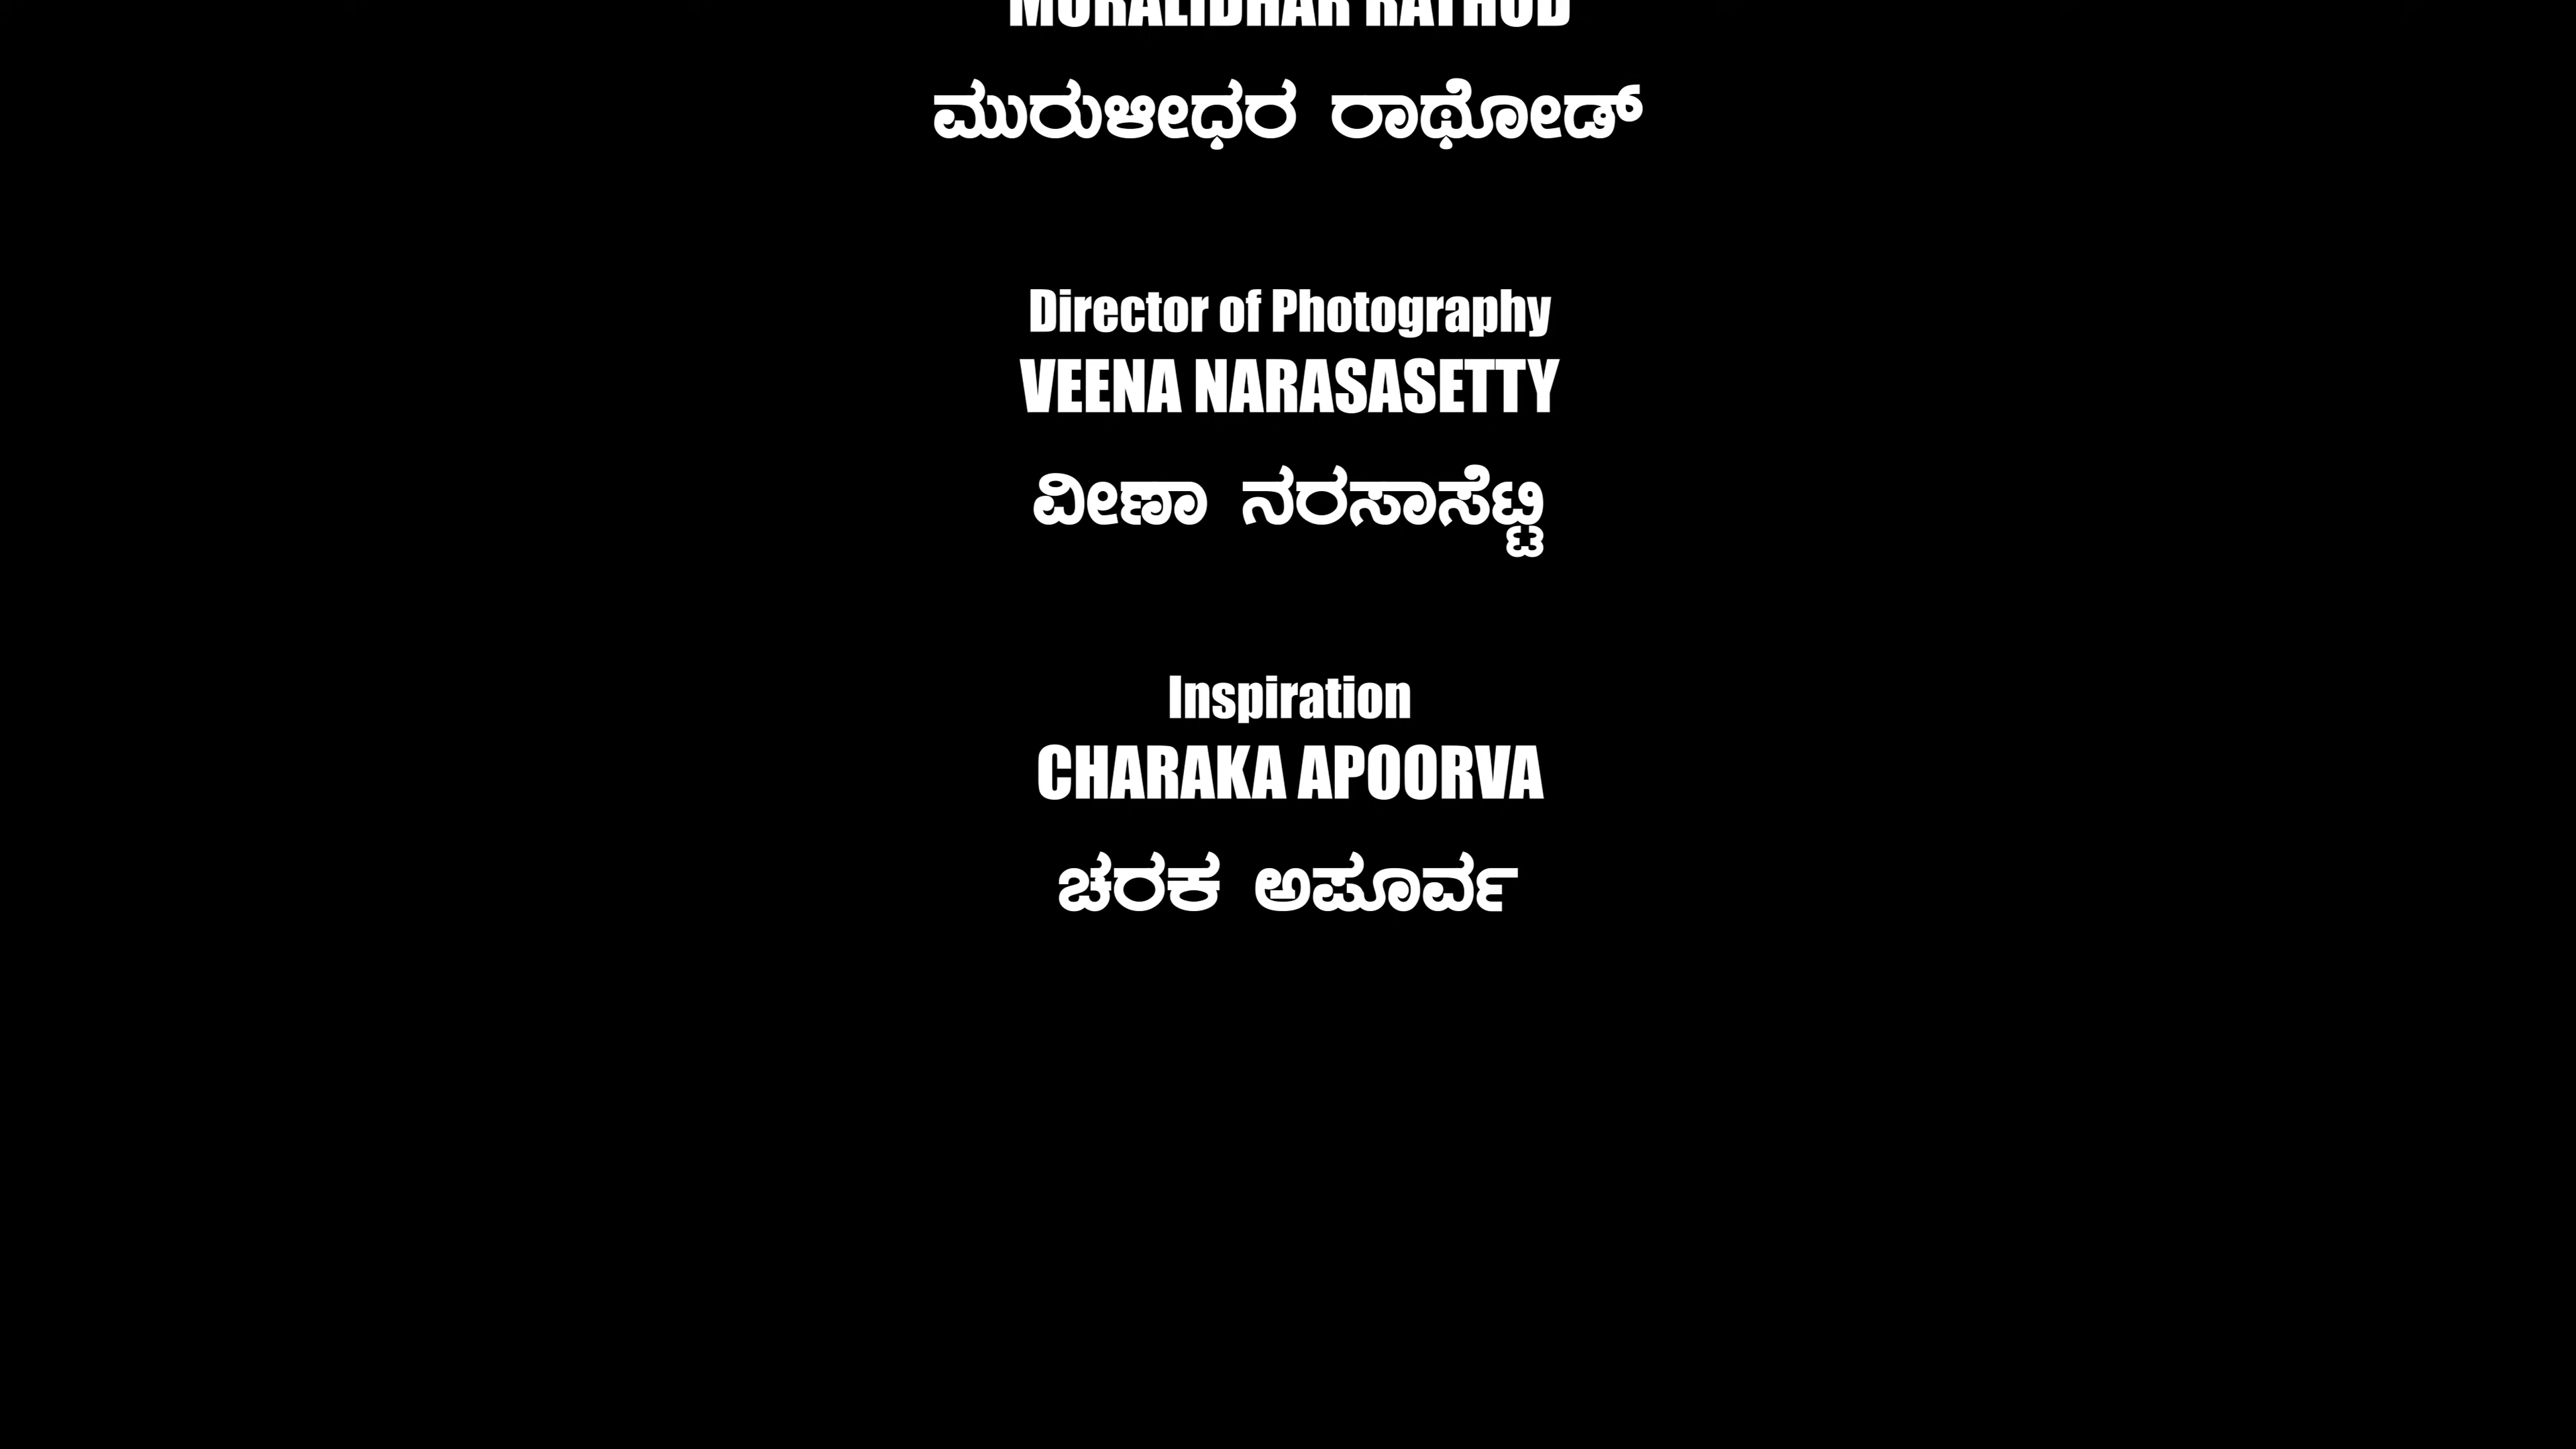 MURALIDHAR RATHOD
ಮುರುಳೀಧರ ರಾಥೋಡ್
Director of Photography
VEENA NARASASETTY
ವೀಣಾ ನರಸಾಸೆಟ್ಟಿ
Inspiration
CHARAKA APOORVA
ಚರಕ ಅಪೂರ್ವ